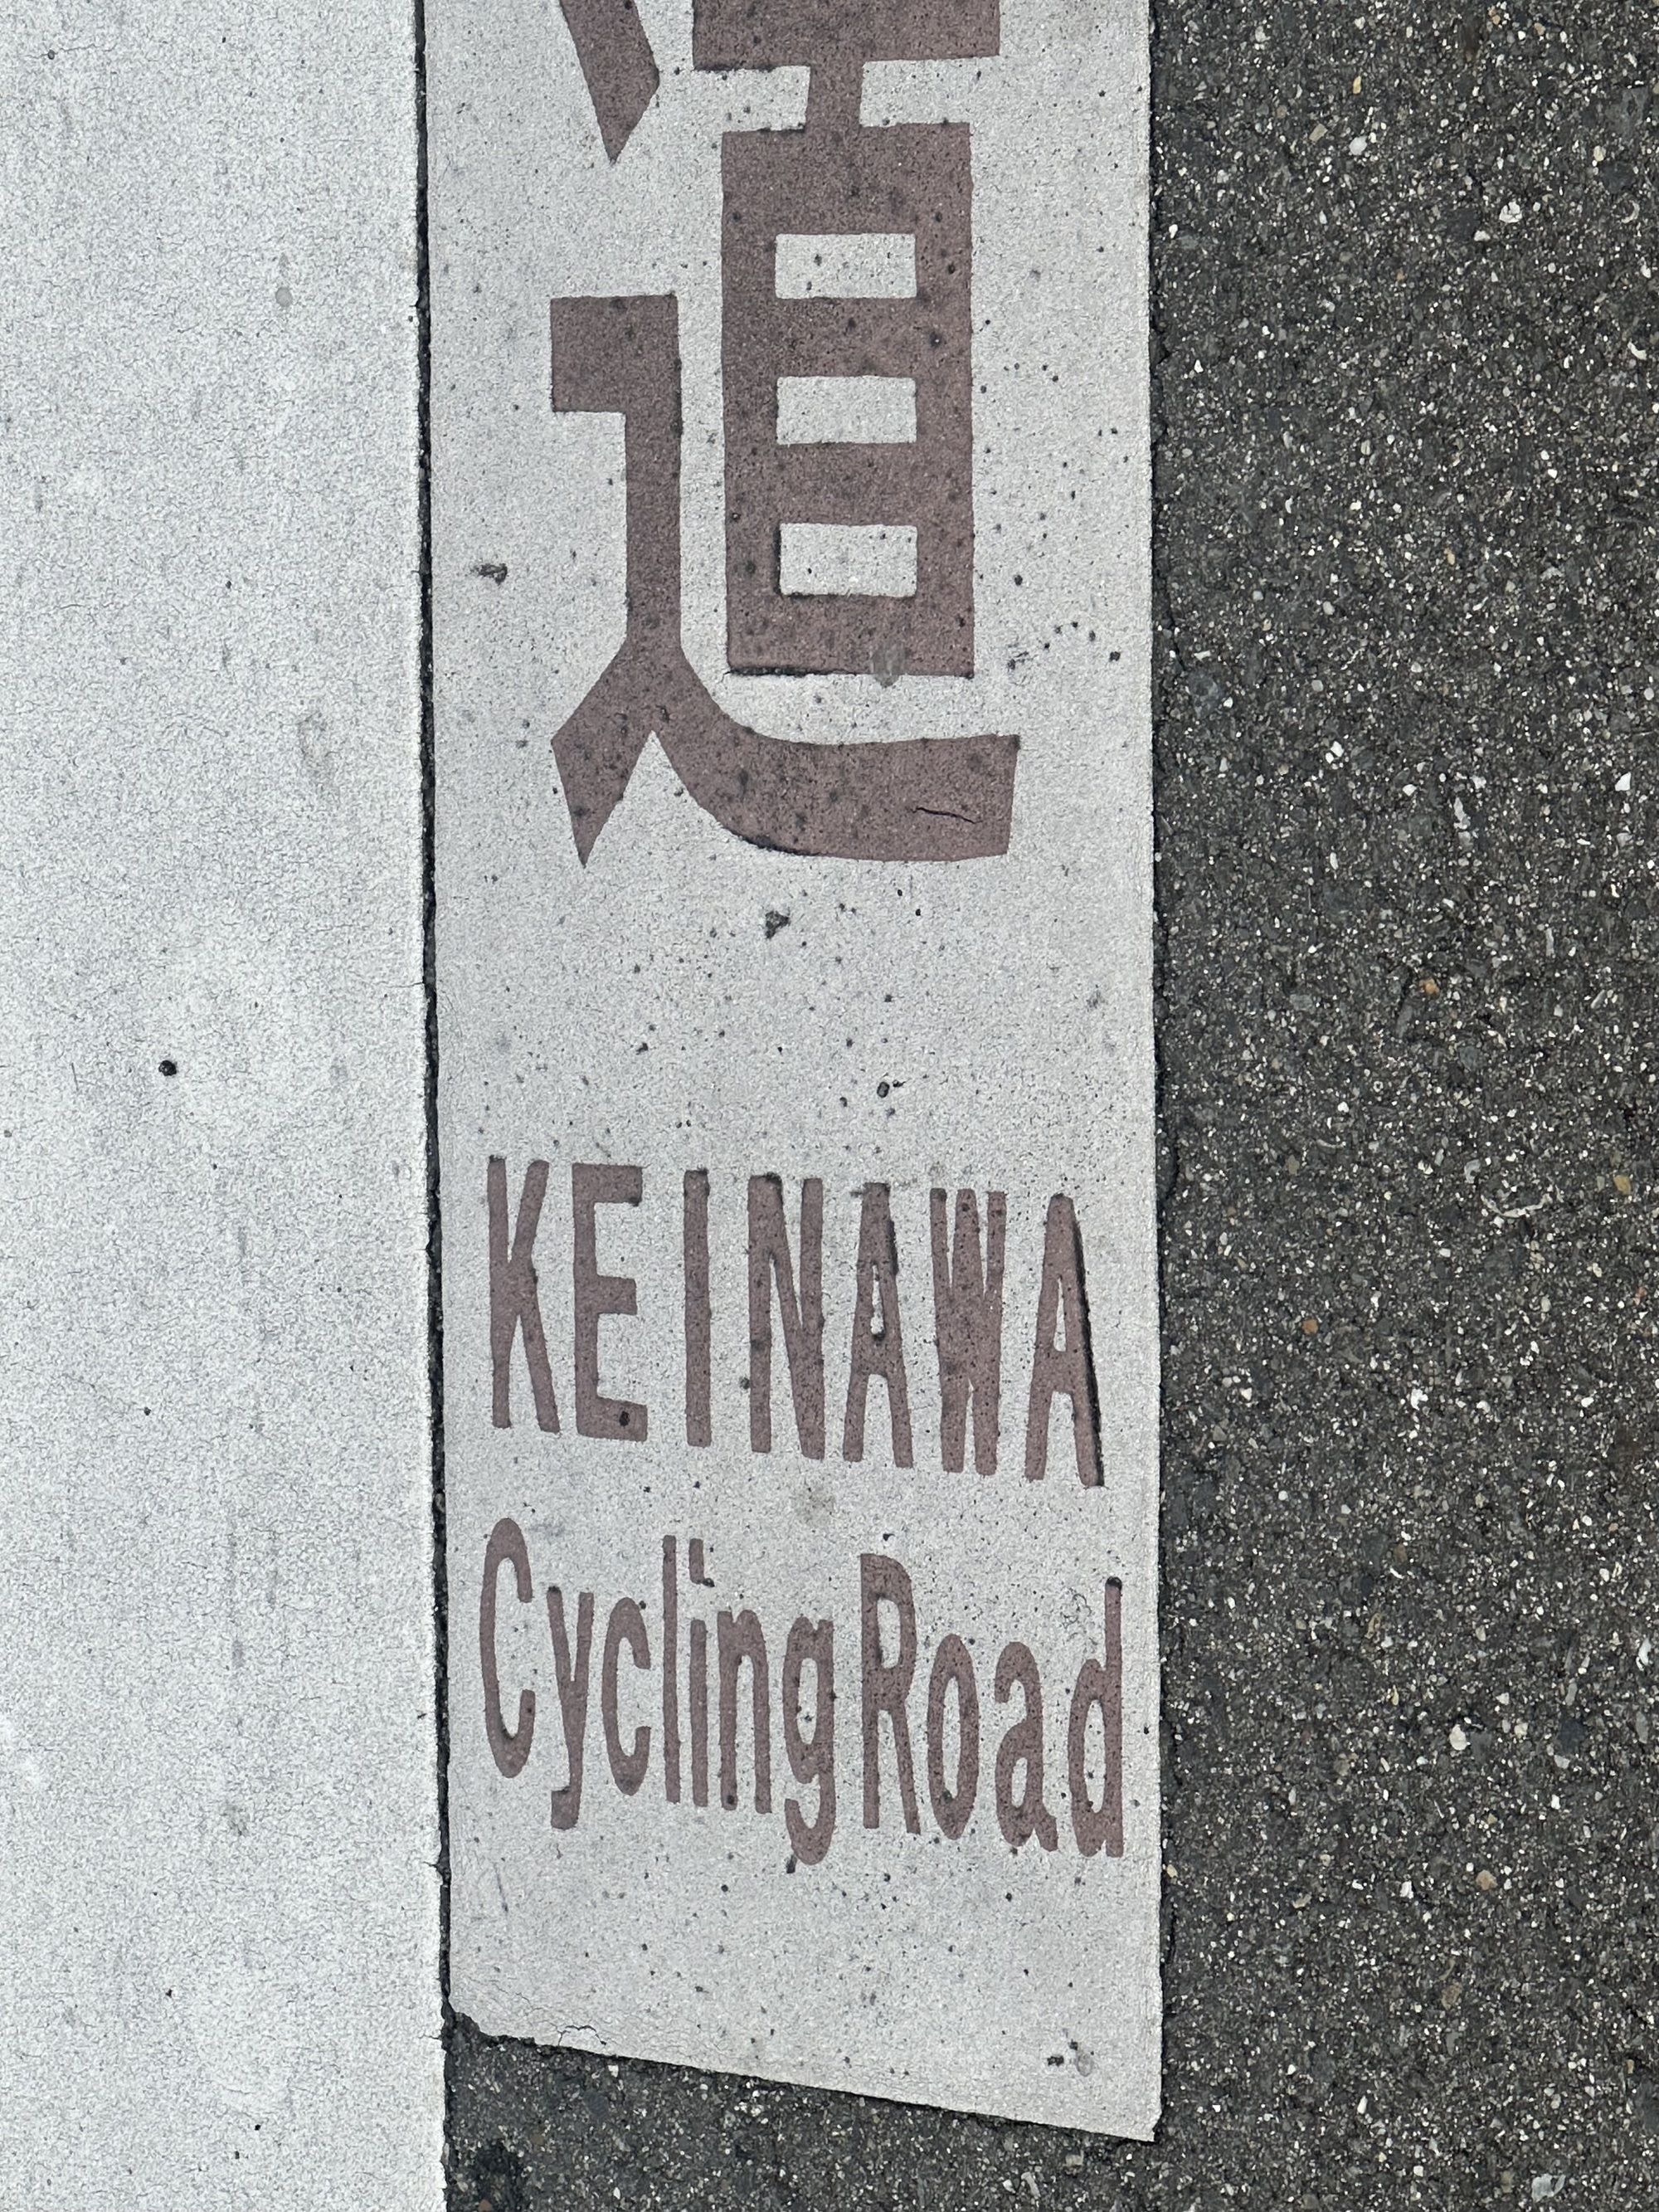 道
KEINAWA
Cycling Road